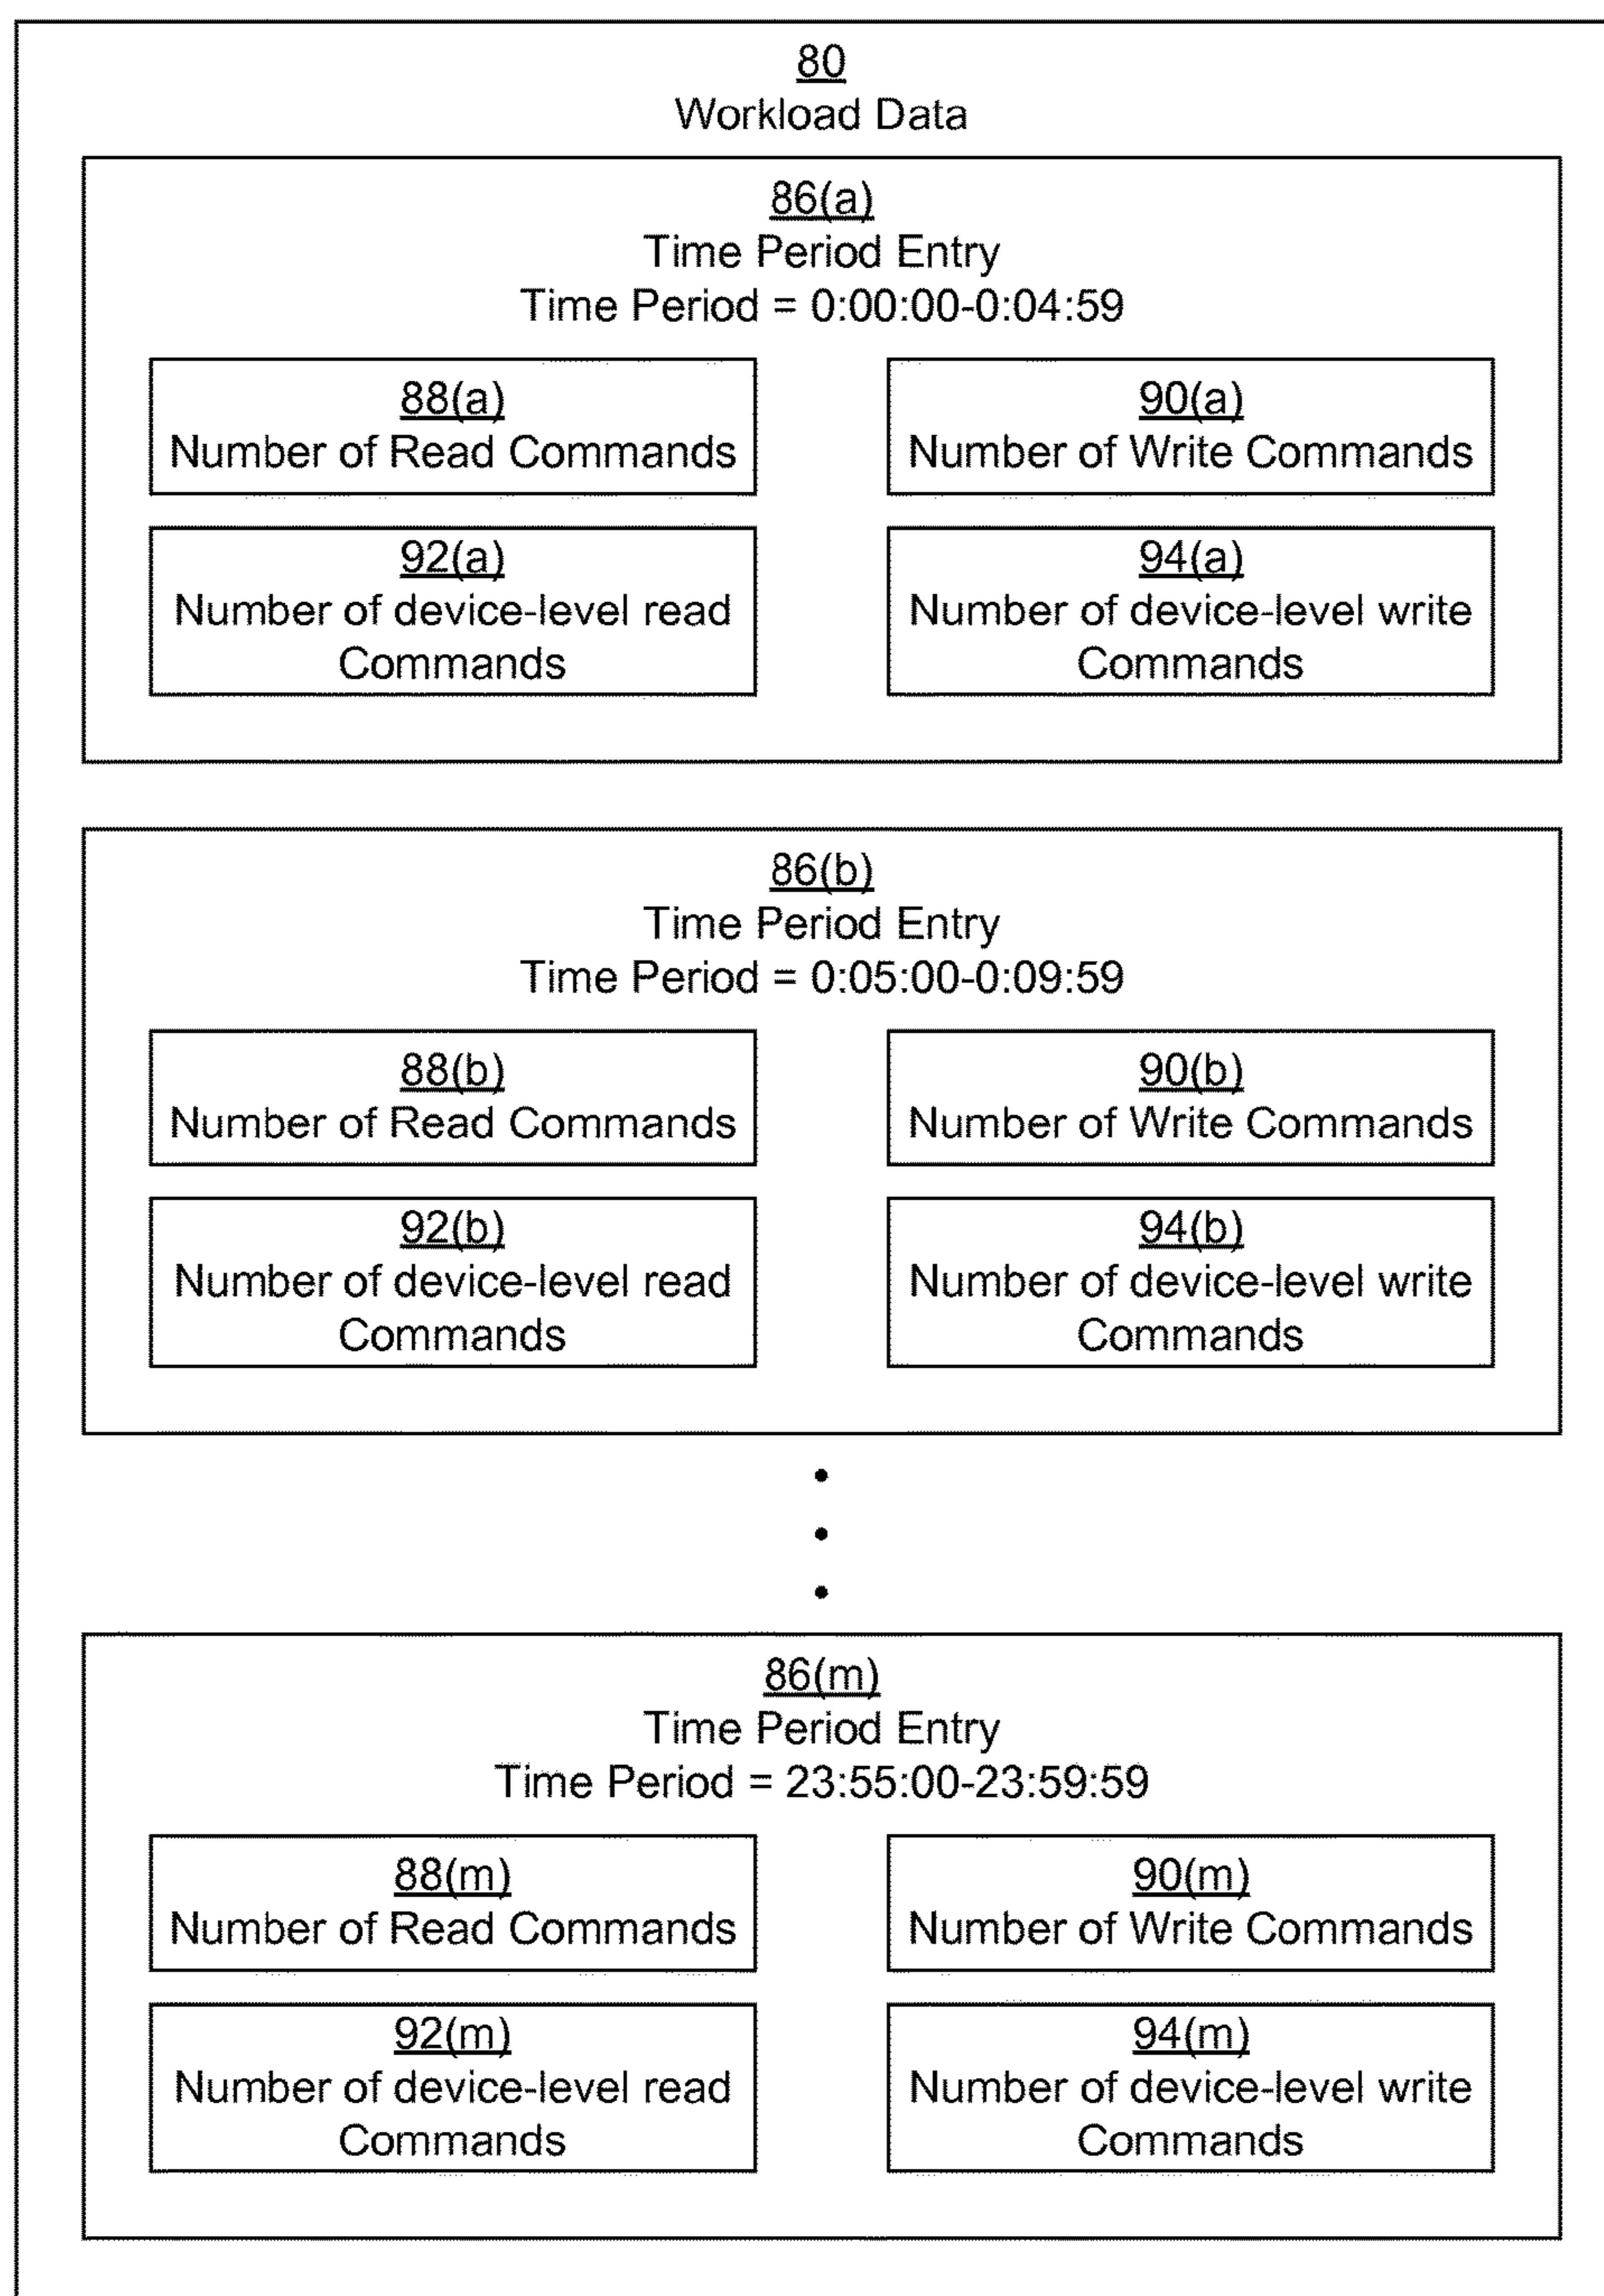 80
Workload Data
86(a)
Time Period Entry
Time Period = 0:00:00-0:04:59
88(a)
Number of Read Commands
90(a)
Number of Write Commands
92(a)
Number of device-level read
Commands
94(a)
Number of device-level write
Commands
86(b)
Time Period Entry
Time Period = 0:05:00-0:09:59
88(b)
Number of Read Commands
90(b)
Number of Write Commands
92(b)
Number of device-level read
Commands
94(b)
Number of device-level write
Commands
86(m)
Time Period Entry
Time Period = 23:55:00-23:59:59
88(m)
Number of Read Commands
90(m)
Number of Write Commands
92(m)
Number of device-level read
Commands
94(m)
Number of device-level write
Commands